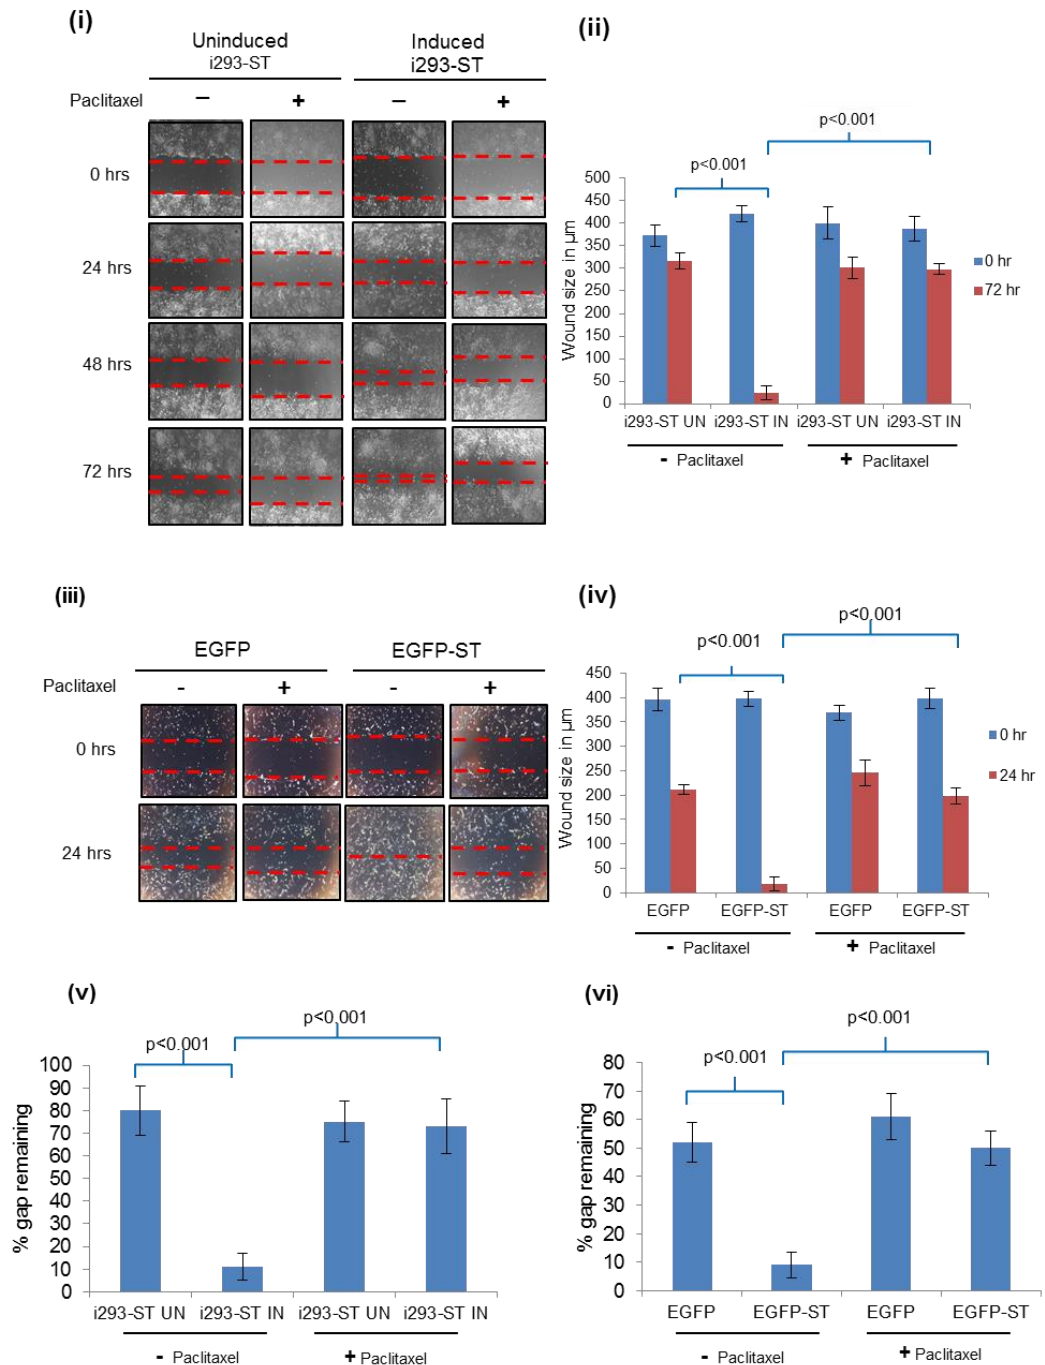 (i)
Uninduced
i293-ST
Induced
i293-ST
Paclitaxel – + – +
0 hrs
24 hrs
48 hrs
72 hrs
(ii)
p<0.001
p<0.001
Wound size in µm
500
450
400
350
300
250
200
150
100
50
0
0 hr
72 hr
i293-ST UN i293-ST IN i293-ST UN i293-ST IN
- Paclitaxel + Paclitaxel
(iii)
EGFP EGFP-ST
Paclitaxel - + - +
0 hrs
24 hrs
(iv)
p<0.001
p<0.001
Wound size in µm
450
400
350
300
250
200
150
100
50
0
0 hr
24 hr
EGFP EGFP-ST EGFP EGFP-ST
- Paclitaxel + Paclitaxel
(v)
p<0.001
p<0.001
% gap remaining
100
90
80
70
60
50
40
30
20
10
0
i293-ST UN i293-ST IN i293-ST UN i293-ST IN
- Paclitaxel + Paclitaxel
(vi)
p<0.001
p<0.001
% gap remaining
80
70
60
50
40
30
20
10
0
EGFP EGFP-ST EGFP EGFP-ST
- Paclitaxel + Paclitaxel